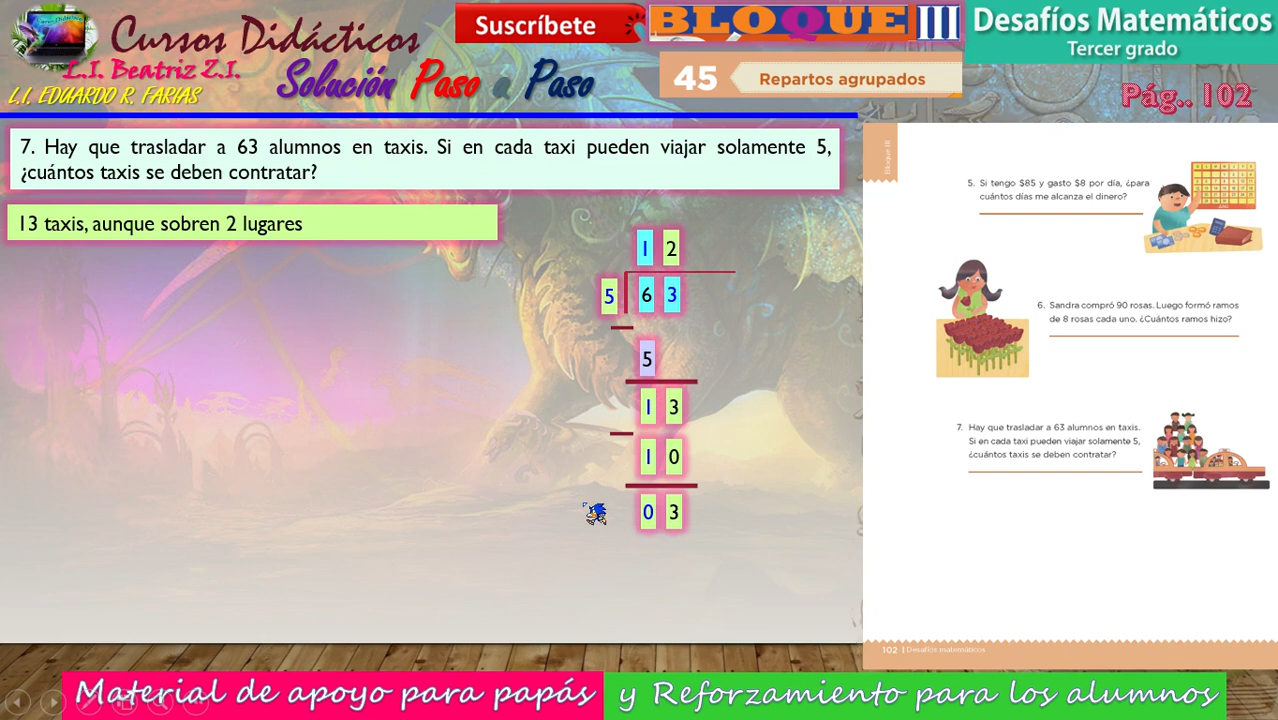 Cursos Didácticos
L.I. Beatriz Z.I.
L.I. EDUARDO R. FARIAS
Solución Paso a Paso
Suscríbete
BLOQUE III
45 Repartos agrupados
Desafíos Matemáticos
Tercer grado
Pág.. 102
7. Hay que trasladar a 63 alumnos en taxis. Si en cada taxi pueden viajar solamente 5,
¿cuántos taxis se deben contratar?
13 taxis, aunque sobren 2 lugares
1 2
5 6 3
5
1 3
1 0
0 3
Bloque III
5. Si tengo $85 y gasto $8 por día, ¿para
cuántos días me alcanza el dinero?
6. Sandra compró 90 rosas. Luego formó ramos
de 8 rosas cada uno. ¿Cuántos ramos hizo?
7. Hay que trasladar a 63 alumnos en taxis.
Si en cada taxi pueden viajar solamente 5,
¿cuántos taxis se deben contratar?
102 | Desafíos matemáticos
Material de apoyo para papás y Reforzamiento para los alumnos